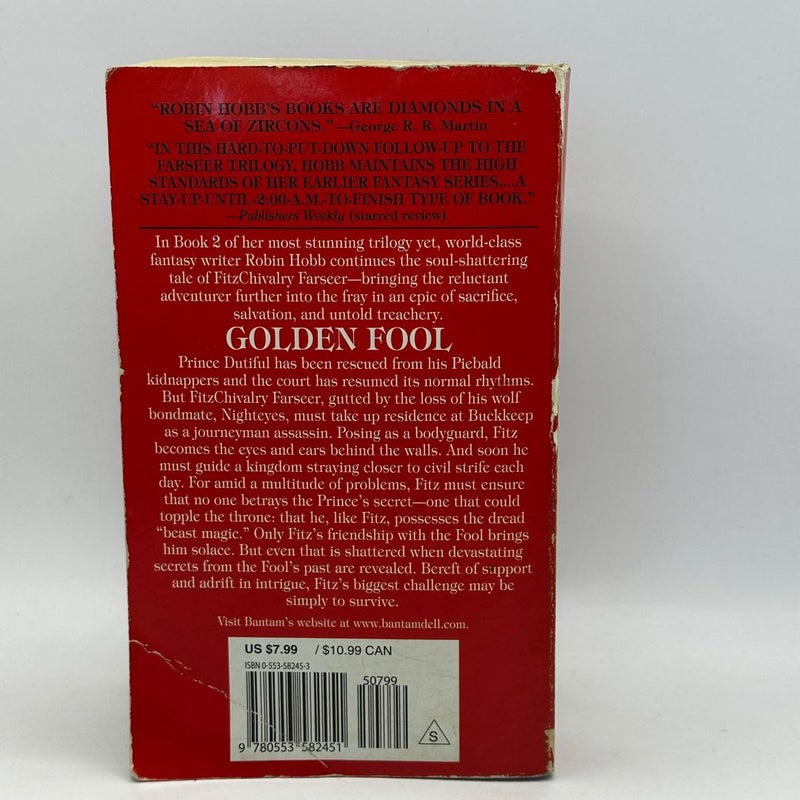 “ROBIN HOBB’S BOOKS ARE DIAMONDS IN A
SEA OF ZIRCONS.”—George R. R. Martin
“IN THIS HARD-TO-PUT-DOWN FOLLOW-UP TO THE
FARSEER TRILOGY, HOBB MAINTAINS THE HIGH
STANDARDS OF HER EARLIER FANTASY SERIES....A
STAY-UP-UNTIL-2:00-A.M.-TO-FINISH TYPE OF BOOK.”
—Publishers Weekly (starred review)
In Book 2 of her most stunning trilogy yet, world-class
fantasy writer Robin Hobb continues the soul-shattering
tale of FitzChivalry Farseer—bringing the reluctant
adventurer further into the fray in an epic of sacrifice,
salvation, and untold treachery.
GOLDEN FOOL
Prince Dutiful has been rescued from his Piebald
kidnappers and the court has resumed its normal rhythms.
But FitzChivalry Farseer, gutted by the loss of his wolf
bondmate, Nighteyes, must take up residence at Buckkeep
as a journeyman assassin. Posing as a bodyguard, Fitz
becomes the eyes and ears behind the walls. And soon he
must guide a kingdom straying closer to civil strife each
day. For amid a multitude of problems, Fitz must ensure
that no one betrays the Prince’s secret—one that could
topple the throne: that he, like Fitz, possesses the dread
“beast magic.” Only Fitz’s friendship with the Fool brings
him solace. But even that is shattered when devastating
secrets from the Fool’s past are revealed. Bereft of support
and adrift in intrigue, Fitz’s biggest challenge may be
simply to survive.
Visit Bantam’s website at www.bantamdell.com.
US $7.99 / $10.99 CAN
ISBN 0-553-58245-3
50799
S
9 780553 582451